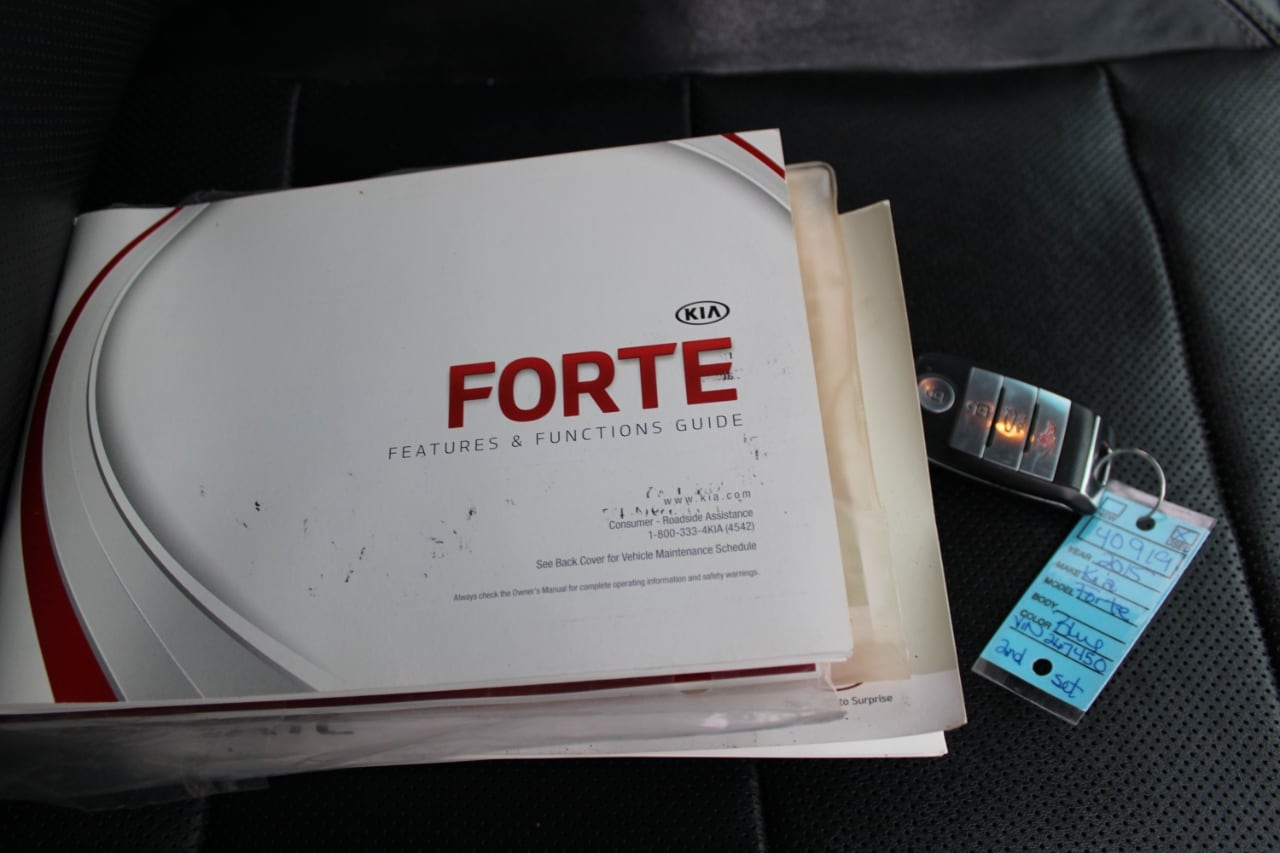 KIA
FORTE
FEATURES & FUNCTIONS GUIDE
www.kia.com
Consumer - Roadside Assistance
1-800-333-4KIA (4542)
See Back Cover for Vehicle Maintenance Schedule
Always check the Owner's Manual for complete operating information and safety warnings.
to Surprise
40919
YEAR 2015
MAKE Kia
MODEL Forte
BODY
COLOR Blue
VIN 267450
2nd set